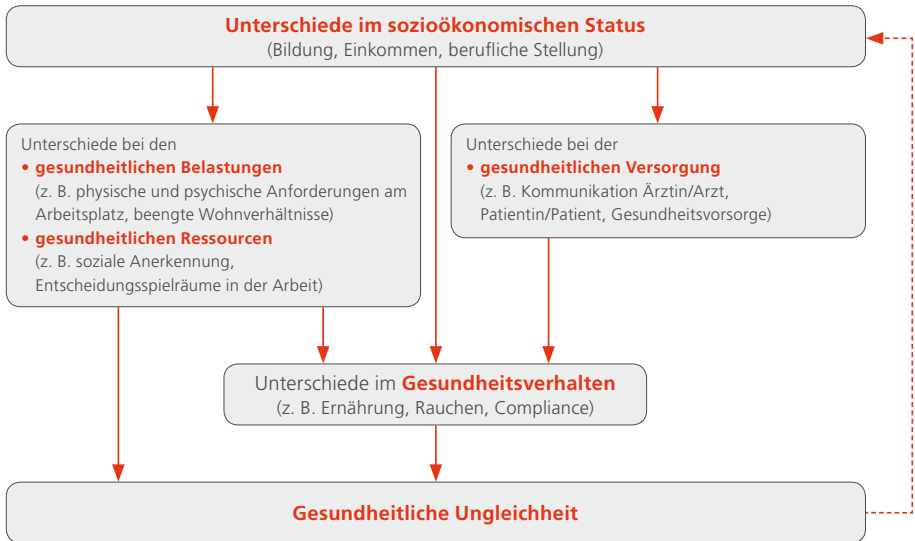 Unterschiede im sozioökonomischen Status
(Bildung, Einkommen, berufliche Stellung)
Unterschiede bei den
• gesundheitlichen Belastungen
(z. B. physische und psychische Anforderungen am
Arbeitsplatz, beengte Wohnverhältnisse)
• gesundheitlichen Ressourcen
(z. B. soziale Anerkennung,
Entscheidungsspielräume in der Arbeit)
Unterschiede bei der
• gesundheitlichen Versorgung
(z. B. Kommunikation Ärztin/Arzt,
Patientin/Patient, Gesundheitsvorsorge)
Unterschiede im Gesundheitsverhalten
(z. B. Ernährung, Rauchen, Compliance)
Gesundheitliche Ungleichheit